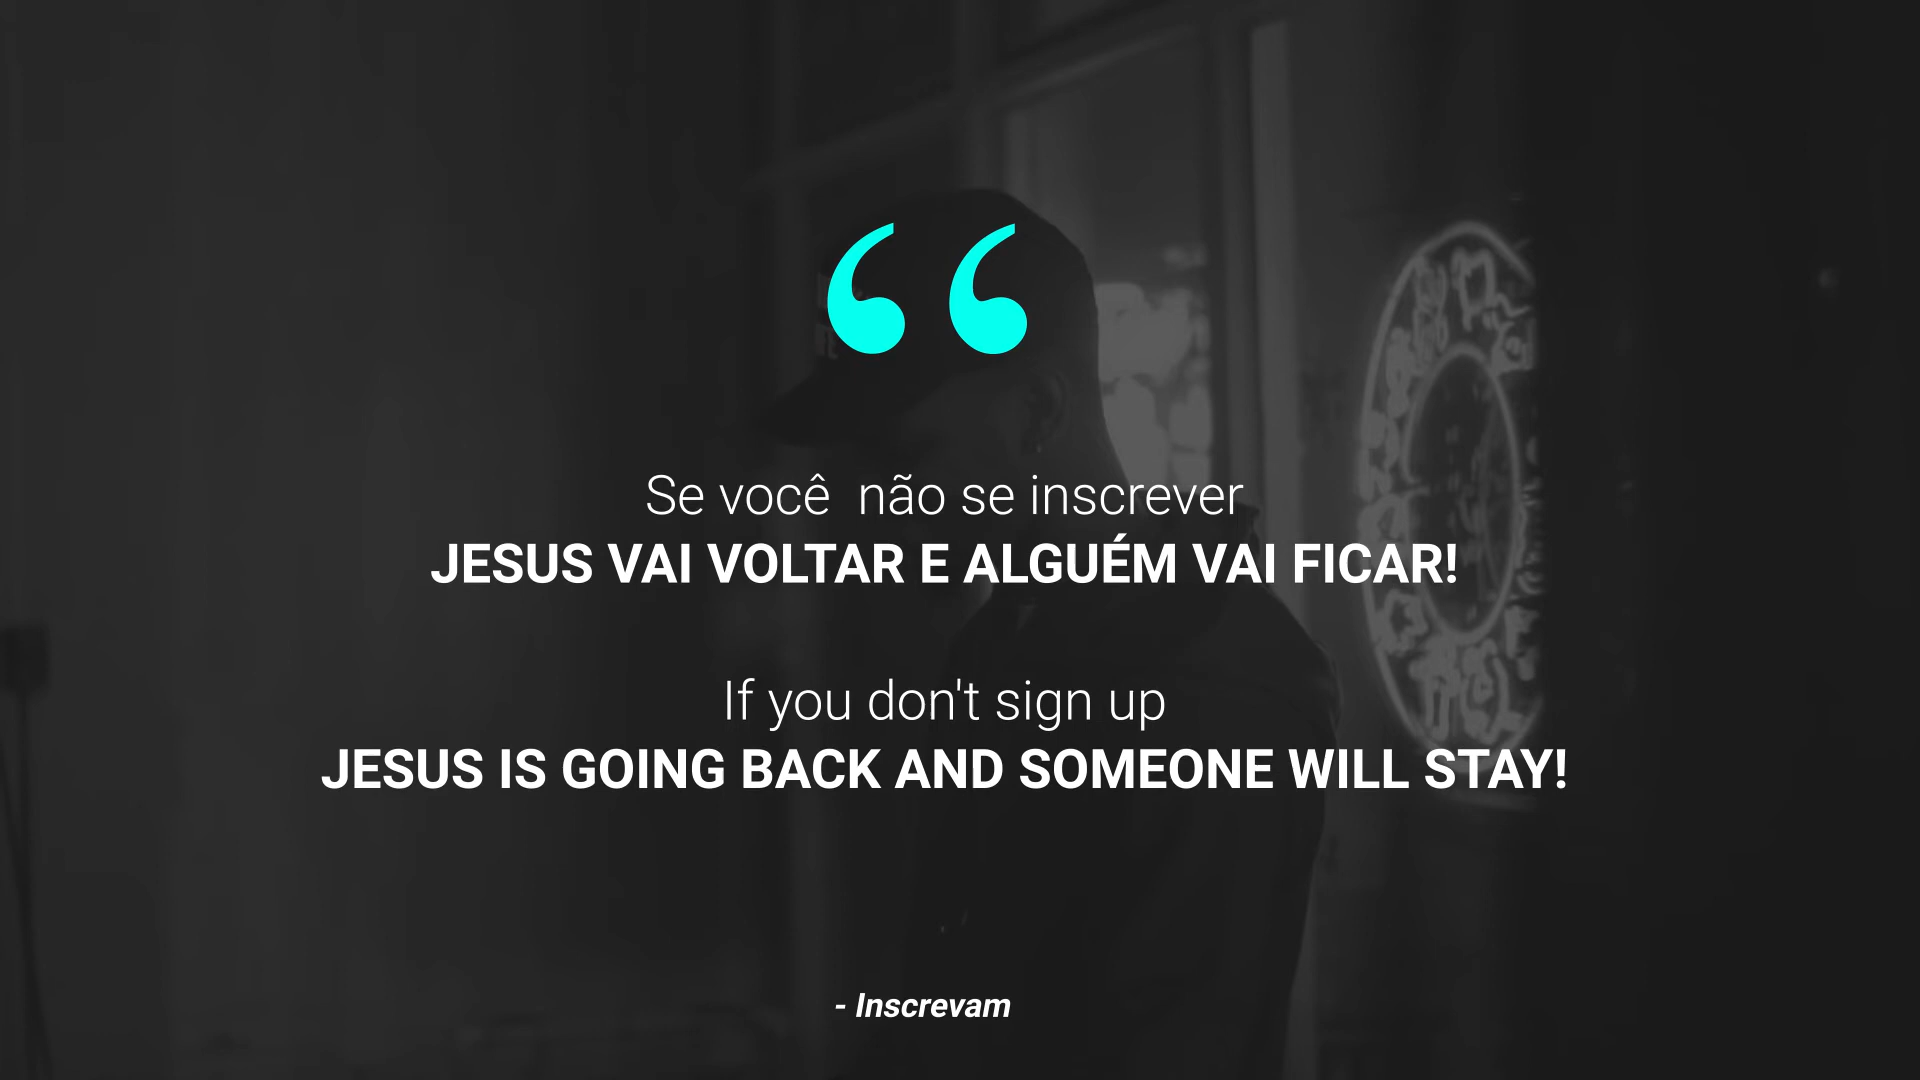 Se você não se inscrever
JESUS VAI VOLTAR E ALGUÉM VAI FICAR!
If you don't sign up
JESUS IS GOING BACK AND SOMEONE WILL STAY!
- Inscrevam